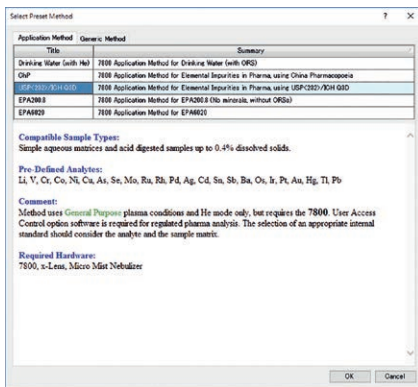 Select Preset Method ? ×
Application Method Generic Method
Title Summary
Drinking Water (with He) 7800 Application Method for Drinking Water (with ORS)
ChP 7800 Application Method for Elemental Impurities in Pharma, using China Pharmacopoeia
USP<232>/ICH Q3D 7800 Application Method for Elemental Impurities in Pharma, using USP<232>/ICH Q3D
EPA200.8 7800 Application Method for EPA200.8 (No minerals, without ORSs)
EPA6020 7800 Application Method for EPA6020
Compatible Sample Types:
Simple aqueous matrices and acid digested samples up to 0.4% dissolved solids.
Pre-Defined Analytes:
Li, V, Cr, Co, Ni, Cu, As, Se, Mo, Ru, Rh, Pd, Ag, Cd, Sn, Sb, Ba, Os, Ir, Pt, Au, Hg, Tl, Pb
Comment:
Method uses General Purpose plasma conditions and He mode only, but requires the 7800. User Access
Control option software is required for regulated pharma analysis. The selection of an appropriate internal
standard should consider the analyte and the sample matrix.
Required Hardware:
7800, x-Lens, Micro Mist Nebulizer
OK Cancel